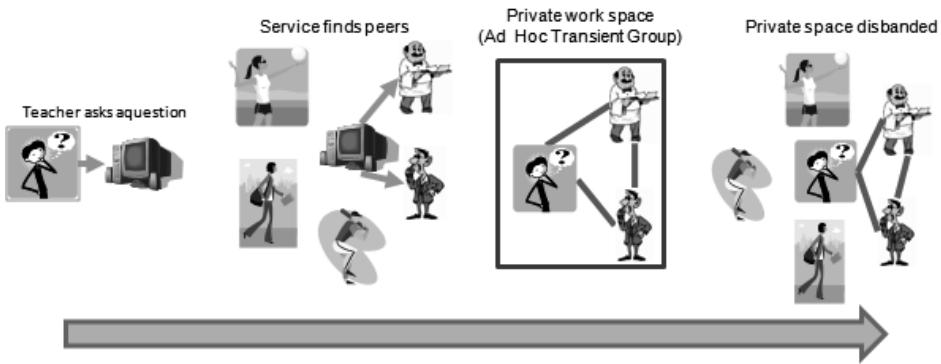 Teacher asks aquestion
?
Service finds peers
Private work space
(Ad Hoc Transient Group)
?
Private space disbanded
?